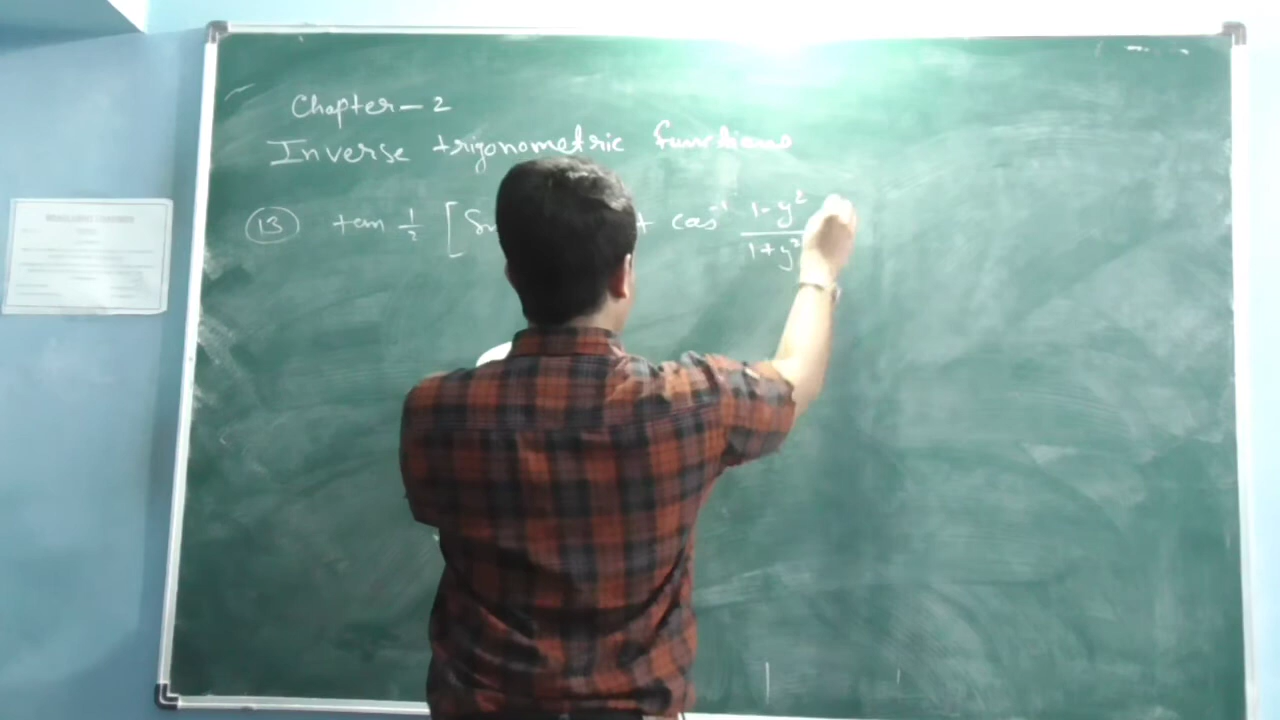 Chapter - 2
Inverse trigonometric functions
13 tan 1/2 [ + cos⁻¹ 1-y²/1+y²